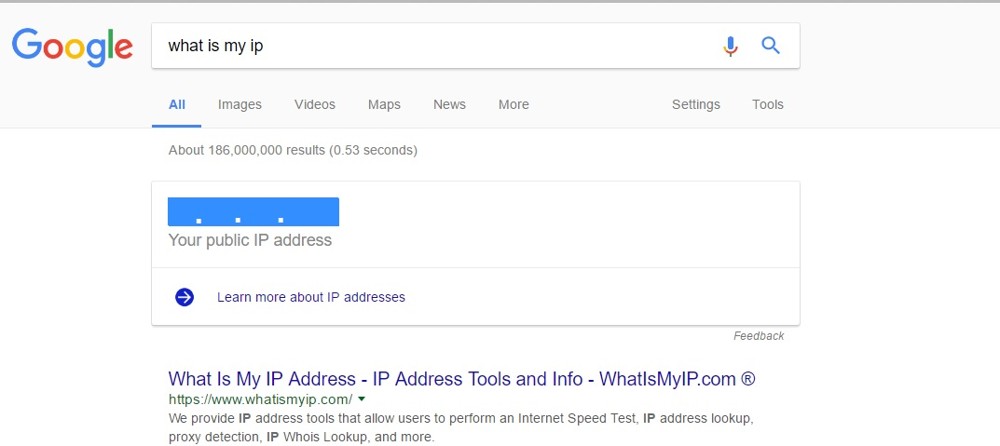 Google
what is my ip
All Images Videos Maps News More Settings Tools
About 186,000,000 results (0.53 seconds)
. . .
Your public IP address
Learn more about IP addresses
Feedback
What Is My IP Address - IP Address Tools and Info - WhatIsMyIP.com ®
https://www.whatismyip.com/
We provide IP address tools that allow users to perform an Internet Speed Test, IP address lookup,
proxy detection, IP Whois Lookup, and more.